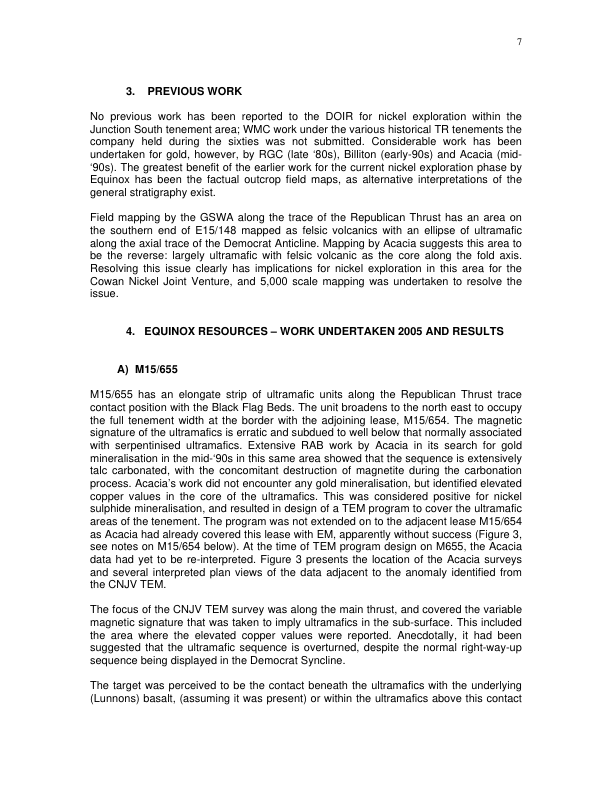 7
3. PREVIOUS WORK
No previous work has been reported to the DOIR for nickel exploration within the
Junction South tenement area; WMC work under the various historical TR tenements the
company held during the sixties was not submitted. Considerable work has been
undertaken for gold, however, by RGC (late ‘80s), Billiton (early-90s) and Acacia (mid-
‘90s). The greatest benefit of the earlier work for the current nickel exploration phase by
Equinox has been the factual outcrop field maps, as alternative interpretations of the
general stratigraphy exist.
Field mapping by the GSWA along the trace of the Republican Thrust has an area on
the southern end of E15/148 mapped as felsic volcanics with an ellipse of ultramafic
along the axial trace of the Democrat Anticline. Mapping by Acacia suggests this area to
be the reverse: largely ultramafic with felsic volcanic as the core along the fold axis.
Resolving this issue clearly has implications for nickel exploration in this area for the
Cowan Nickel Joint Venture, and 5,000 scale mapping was undertaken to resolve the
issue.
4. EQUINOX RESOURCES – WORK UNDERTAKEN 2005 AND RESULTS
A) M15/655
M15/655 has an elongate strip of ultramafic units along the Republican Thrust trace
contact position with the Black Flag Beds. The unit broadens to the north east to occupy
the full tenement width at the border with the adjoining lease, M15/654. The magnetic
signature of the ultramafics is erratic and subdued to well below that normally associated
with serpentinised ultramafics. Extensive RAB work by Acacia in its search for gold
mineralisation in the mid-‘90s in this same area showed that the sequence is extensively
talc carbonated, with the concomitant destruction of magnetite during the carbonation
process. Acacia’s work did not encounter any gold mineralisation, but identified elevated
copper values in the core of the ultramafics. This was considered positive for nickel
sulphide mineralisation, and resulted in design of a TEM program to cover the ultramafic
areas of the tenement. The program was not extended on to the adjacent lease M15/654
as Acacia had already covered this lease with EM, apparently without success (Figure 3,
see notes on M15/654 below). At the time of TEM program design on M655, the Acacia
data had yet to be re-interpreted. Figure 3 presents the location of the Acacia surveys
and several interpreted plan views of the data adjacent to the anomaly identified from
the CNJV TEM.
The focus of the CNJV TEM survey was along the main thrust, and covered the variable
magnetic signature that was taken to imply ultramafics in the sub-surface. This included
the area where the elevated copper values were reported. Anecdotally, it had been
suggested that the ultramafic sequence is overturned, despite the normal right-way-up
sequence being displayed in the Democrat Syncline.
The target was perceived to be the contact beneath the ultramafics with the underlying
(Lunnons) basalt, (assuming it was present) or within the ultramafics above this contact